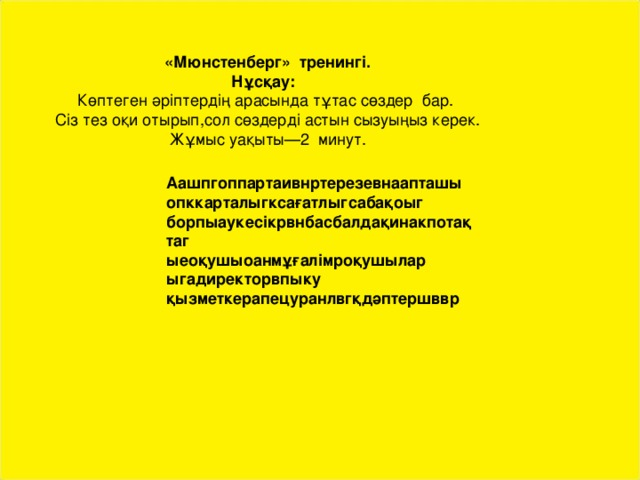 «Мюнстенберг»  тренингі.
Нұсқау:
Көптеген әріптердің арасында тұтас сөздер  бар.
Сіз тез оқи отырып,сол сөздерді астын сызуыңыз керек.
Жұмыс уақыты—2  минут.
Аашпгоппартаивнртерезевнаапташы
опккарталыгксағатлыгсабақоыг
борпыаукесікрвнбасбалдақинакпотақ
таг
ыеоқушыоанмұғалімроқушылар
ыгадиректорвпыку
қызметкерапецуранлвгқдәптершввр